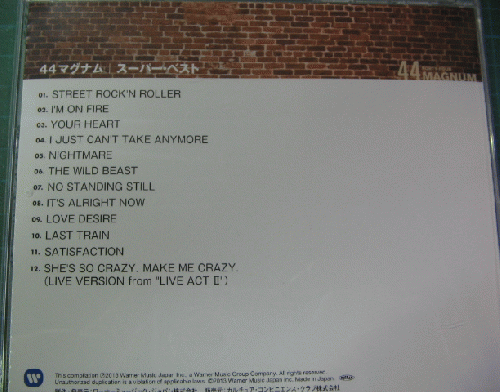 44マグナム | スーパー・ベスト
44 MAGNUM
01. STREET ROCK'N ROLLER
02. I'M ON FIRE
03. YOUR HEART
04. I JUST CAN'T TAKE ANYMORE
05. NIGHTMARE
06. THE WILD BEAST
07. NO STANDING STILL
08. IT'S ALRIGHT NOW
09. LOVE DESIRE
10. LAST TRAIN
11. SATISFACTION
12. SHE'S SO CRAZY. MAKE ME CRAZY.
(LIVE VERSION from "LIVE ACT II")
This compilation ℗2013 Warner Music Japan Inc., a Warner Music Group Company. All rights reserved.
Unauthorized duplication is a violation of applicable laws. ©2013 Warner Music Japan Inc. Made in Japan.